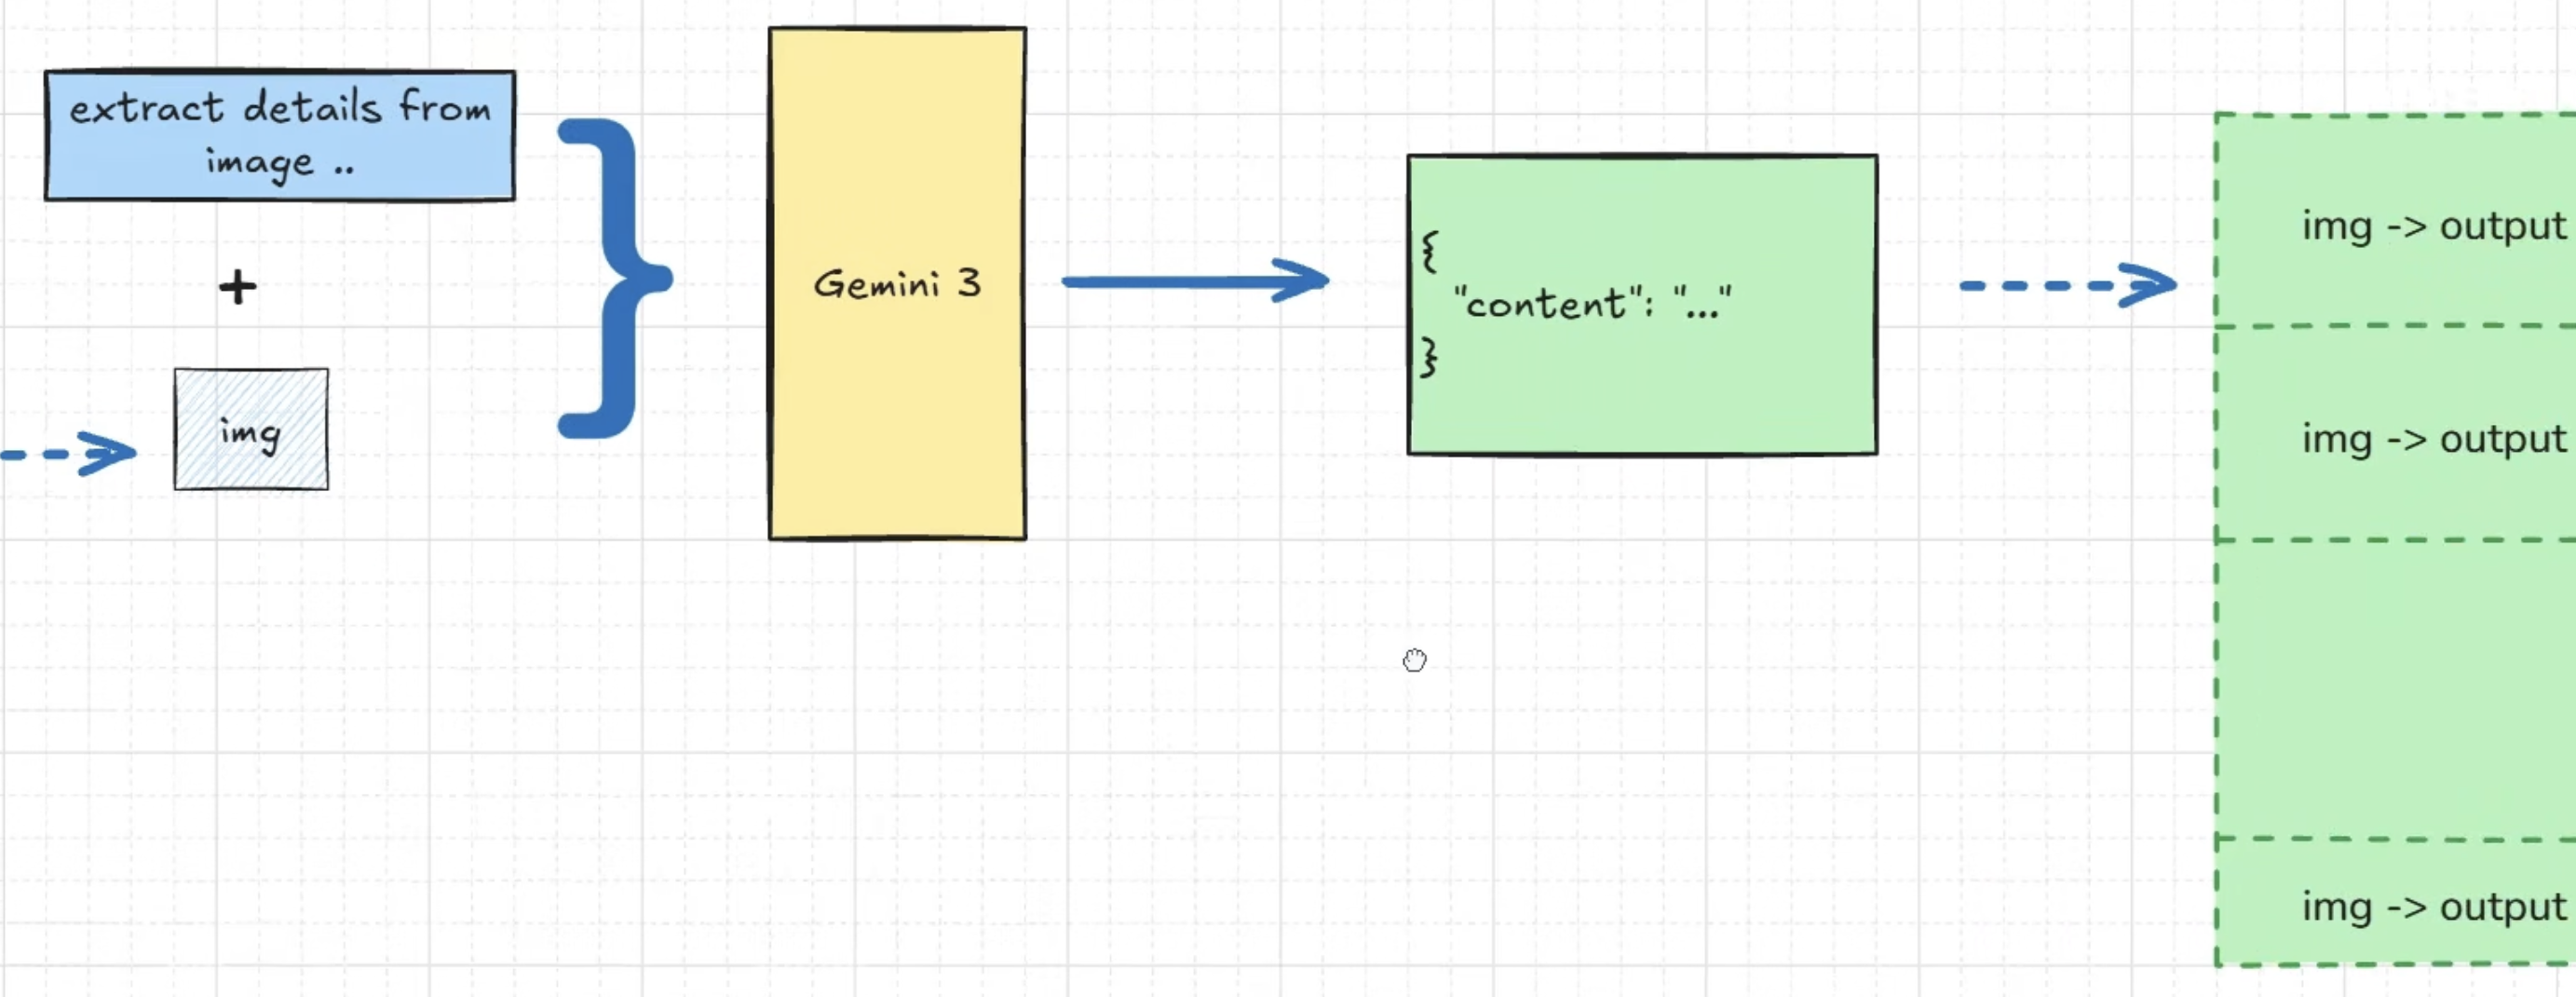 extract details from
image ..
+
img
Gemini 3
{
"content": "..."
}
img -> output
img -> output
img -> output